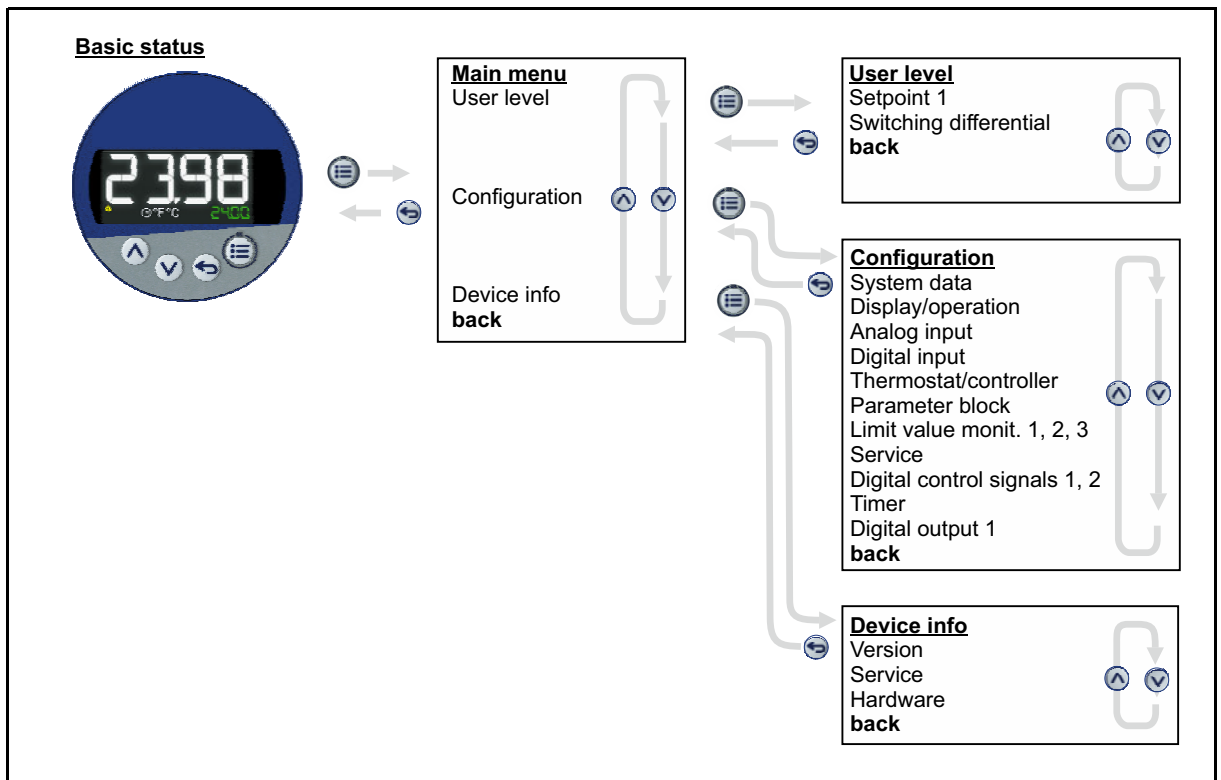 Basic status
23.98
°F°C 24.00
Main menu
User level
Configuration
Device info
back
User level
Setpoint 1
Switching differential
back
Configuration
System data
Display/operation
Analog input
Digital input
Thermostat/controller
Parameter block
Limit value monit. 1, 2, 3
Service
Digital control signals 1, 2
Timer
Digital output 1
back
Device info
Version
Service
Hardware
back